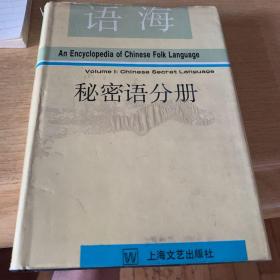 语海
An Encyclopedia of Chinese Folk Language
Volume I: Chinese Secret Language
秘密语分册
上海文艺出版社